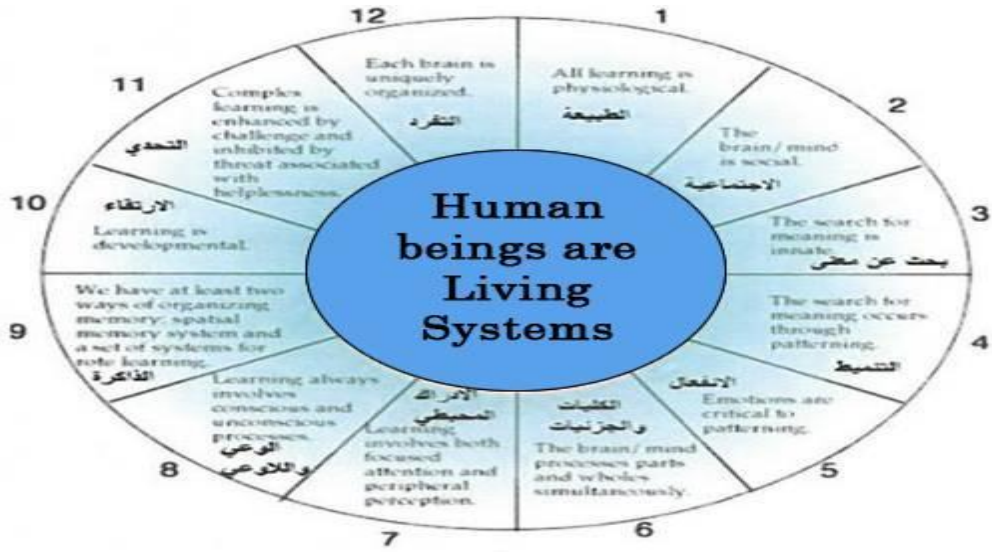 Human
beings are
Living
Systems
1
All learning is
physiological.
الطبيعة
2
The
brain/mind
is social.
الاجتماعية
3
The search for
meaning is
innate.
بحث عن معنى
4
The search for
meaning occurs
through
patterning.
التنميط
5
الانفعال
Emotions are
critical to
patterning.
6
الكليات
والجزئيات
The brain/mind
processes parts
and wholes
simultaneously.
7
الادراك
المحيطي
Learning
involves both
focused
attention and
peripheral
perception.
8
Learning always
involves
conscious and
unconscious
processes.
الوعي
واللاوعي
9
We have at least two
ways of organizing
memory: spatial
memory system and
a set of systems for
rote learning.
الذاكرة
10
الارتقاء
Learning is
developmental.
11
Complex
learning is
enhanced by
challenge and
inhibited by
threat associated
with
helplessness.
التحدي
12
Each brain is
uniquely
organized.
التفرد